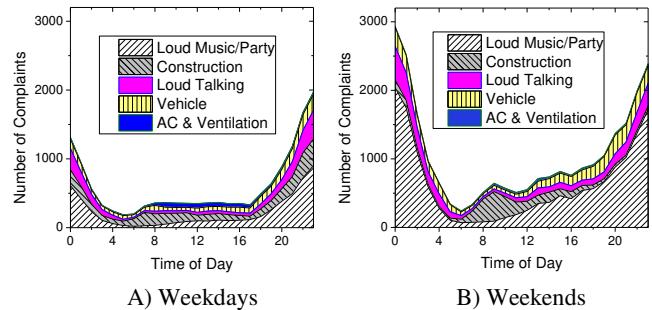 Number of Complaints
3000
2000
1000
0
Loud Music/Party
Construction
Loud Talking
Vehicle
AC & Ventilation
0 4 8 12 16 20
Time of Day
A) Weekdays
Number of Complaints
3000
2000
1000
0
Loud Music/Party
Construction
Loud Talking
Vehicle
AC & Ventilation
0 4 8 12 16 20
Time of Day
B) Weekends